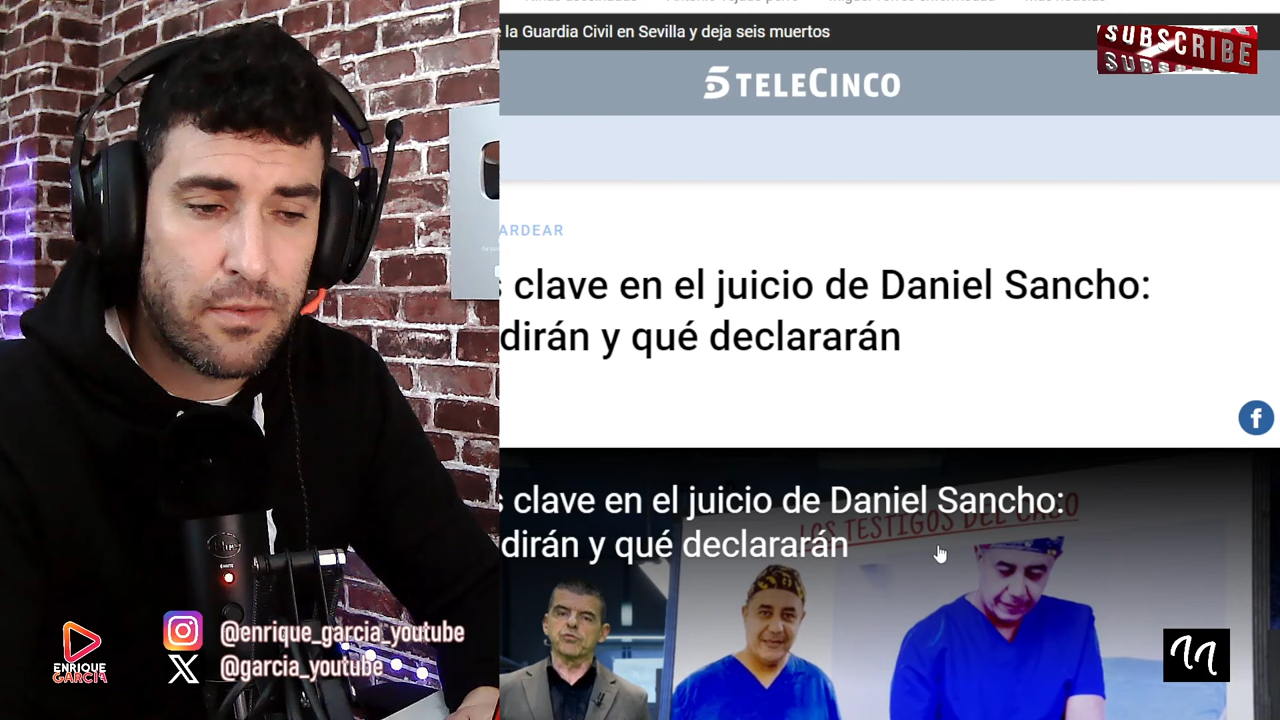 la Guardia Civil en Sevilla y deja seis muertos
SUBSCRIBE
TELECINCO
ARDEAR
clave en el juicio de Daniel Sancho:
dirán y qué declararán
clave en el juicio de Daniel Sancho:
dirán y qué declararán
LOS TESTIGOS DEL CASO
@enrique_garcia_youtube
@garcia_youtube
ENRIQUE
GARCIA